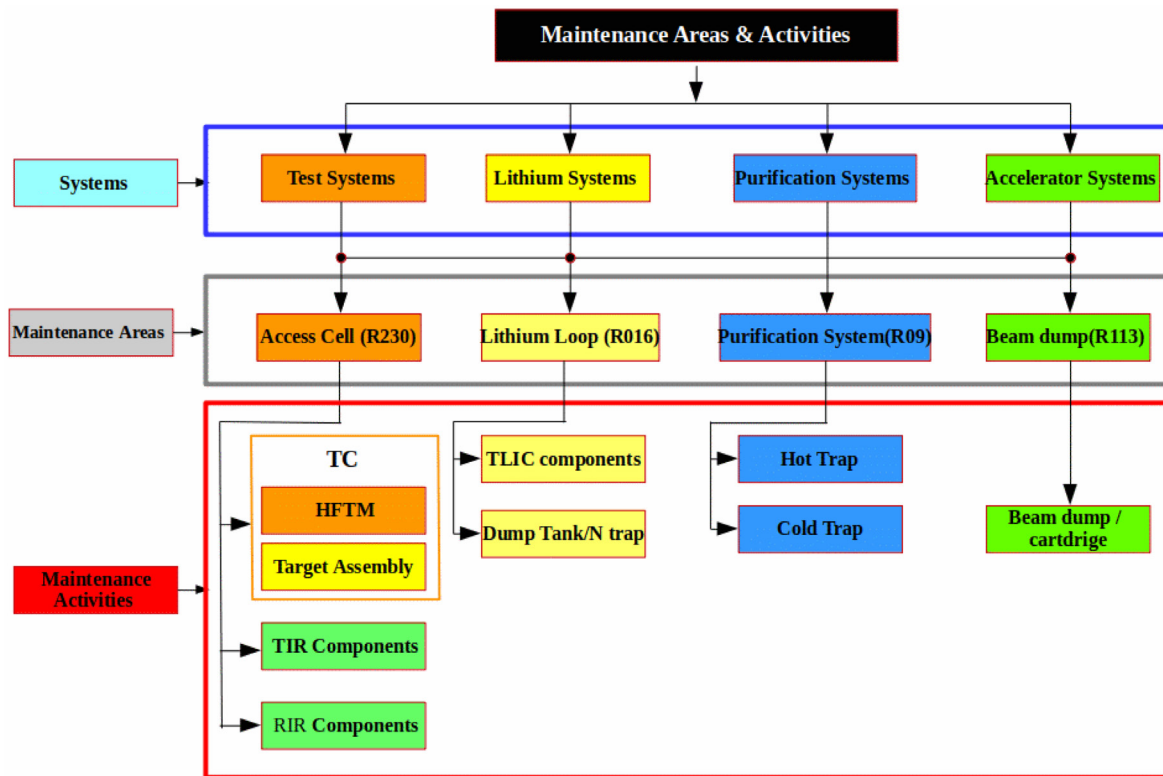 Maintenance Areas & Activities
Systems
Test Systems
Lithium Systems
Purification Systems
Accelerator Systems
Maintenance Areas
Access Cell (R230)
Lithium Loop (R016)
Purification System(R09)
Beam dump(R113)
Maintenance
Activities
TC
HFTM
Target Assembly
TIR Components
RIR Components
TLIC components
Dump Tank/N trap
Hot Trap
Cold Trap
Beam dump /
cartdrige